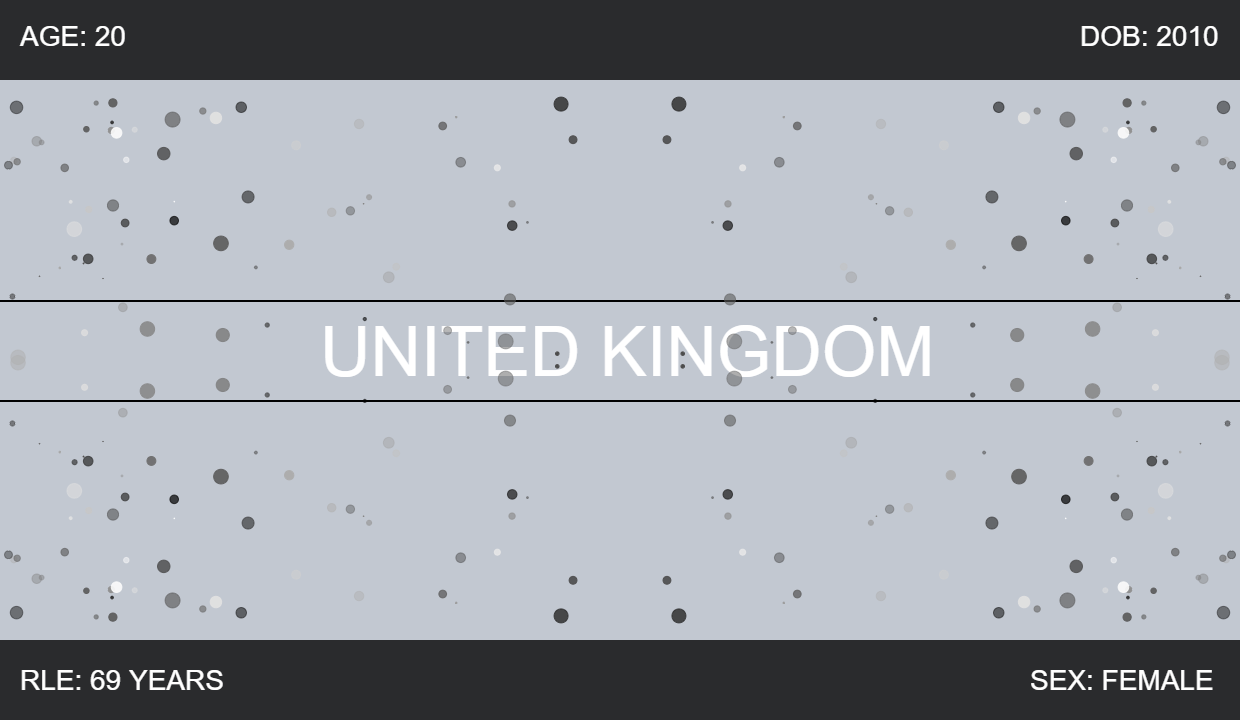 AGE: 20
DOB: 2010
UNITED KINGDOM
RLE: 69 YEARS
SEX: FEMALE